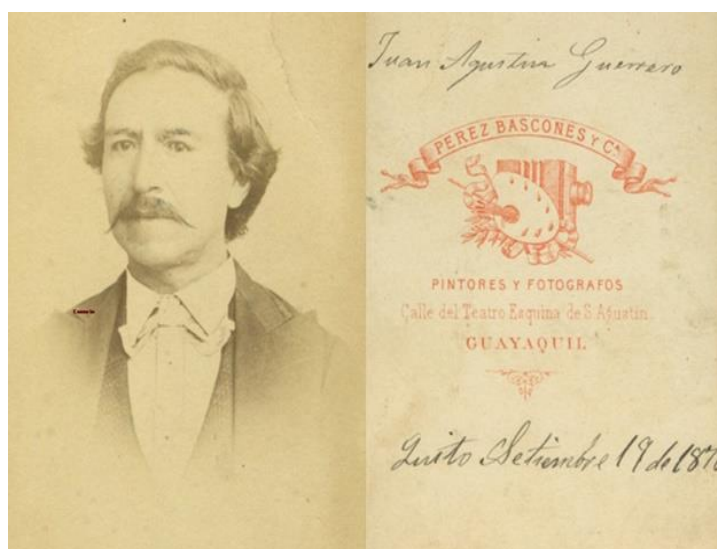 Juan Agustin Guerrero
PEREZ BASCONES Y Cª
PINTORES Y FOTOGRAFOS
Calle del Teatro Esquina de S. Agustin
GUAYAQUIL
Quito Setiembre 19 de